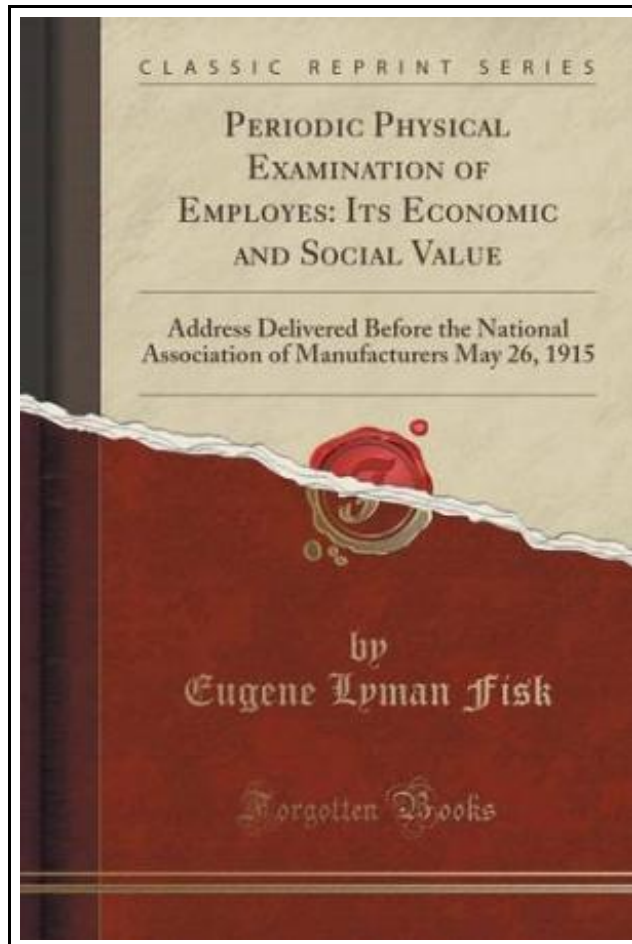 CLASSIC REPRINT SERIES
PERIODIC PHYSICAL
EXAMINATION OF
EMPLOYES: ITS ECONOMIC
AND SOCIAL VALUE
Address Delivered Before the National
Association of Manufacturers May 26, 1915
by
Eugene Lyman Fisk
Forgotten Books